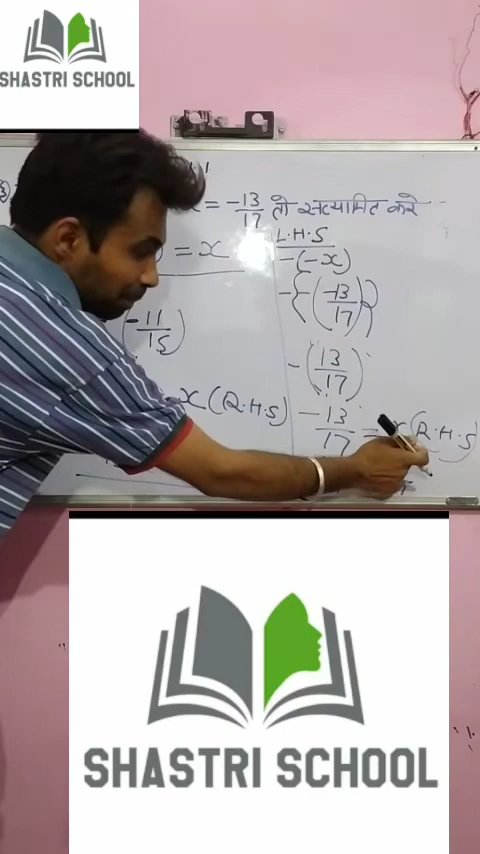 SHASTRI SCHOOL
= -13/17 तो सत्यापित करे
= x
L.H.S
-(-x)
(-11/15)
-{-(-13/17)}
-(13/17)
x (R.H.S)
-13/17 = x (R.H.S)
SHASTRI SCHOOL